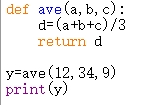 def ave(a,b,c):
    d=(a+b+c)/3
    return d

y=ave(12,34,9)
print(y)